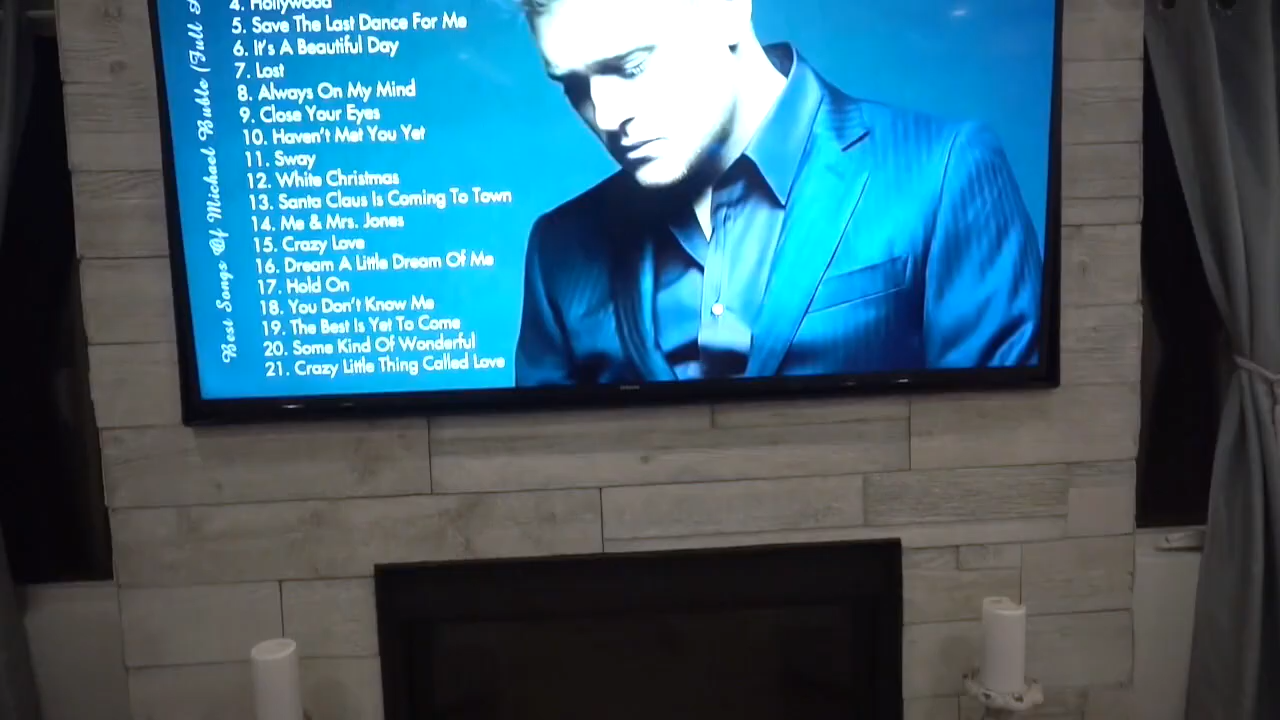 4. Hollywood
5. Save The Last Dance For Me
6. It's A Beautiful Day
7. Lost
8. Always On My Mind
9. Close Your Eyes
10. Haven't Met You Yet
11. Sway
12. White Christmas
13. Santa Claus Is Coming To Town
14. Me & Mrs. Jones
15. Crazy Love
16. Dream A Little Dream Of Me
17. Hold On
18. You Don't Know Me
19. The Best Is Yet To Come
20. Some Kind Of Wonderful
21. Crazy Little Thing Called Love
Best Songs Of Michael Buble (Full
SAMSUNG